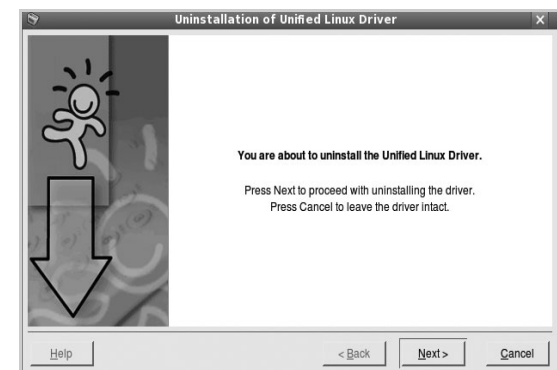 Uninstallation of Unified Linux Driver
You are about to uninstall the Unified Linux Driver.
Press Next to proceed with uninstalling the driver.
Press Cancel to leave the driver intact.
Help
< Back
Next >
Cancel